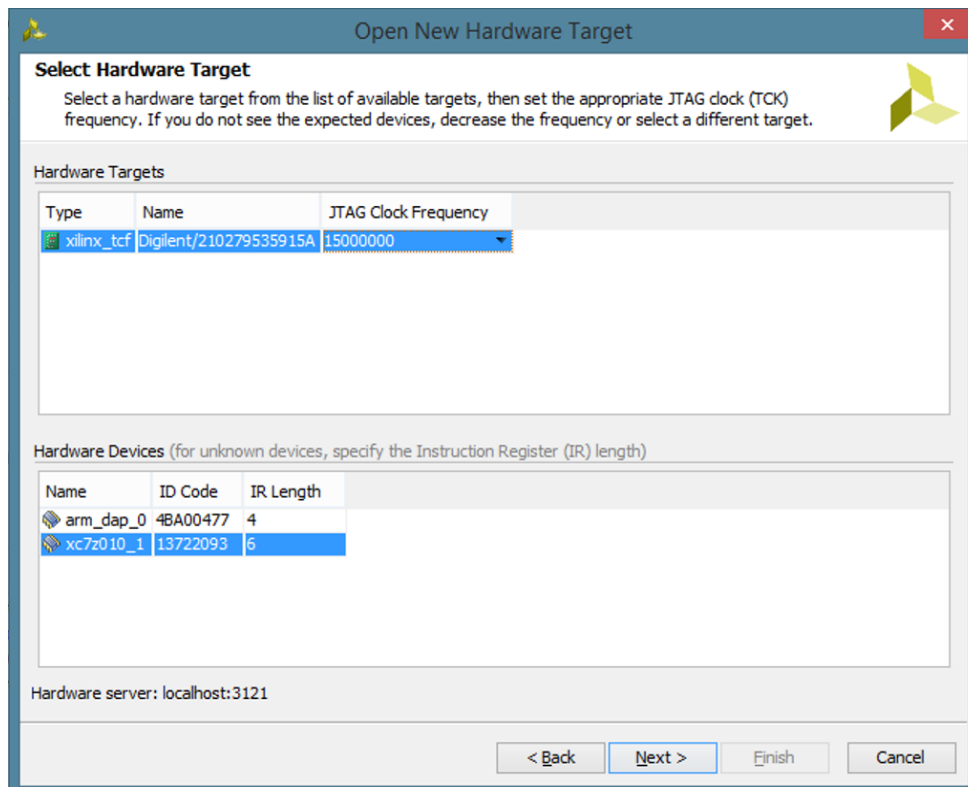 Open New Hardware Target
Select Hardware Target
Select a hardware target from the list of available targets, then set the appropriate JTAG clock (TCK)
frequency. If you do not see the expected devices, decrease the frequency or select a different target.
Hardware Targets
Type Name JTAG Clock Frequency
xilinx_tcf Digilent/210279535915A 15000000
Hardware Devices (for unknown devices, specify the Instruction Register (IR) length)
Name ID Code IR Length
arm_dap_0 4BA00477 4
xc7z010_1 13722093 6
Hardware server: localhost:3121
< Back Next > Finish Cancel